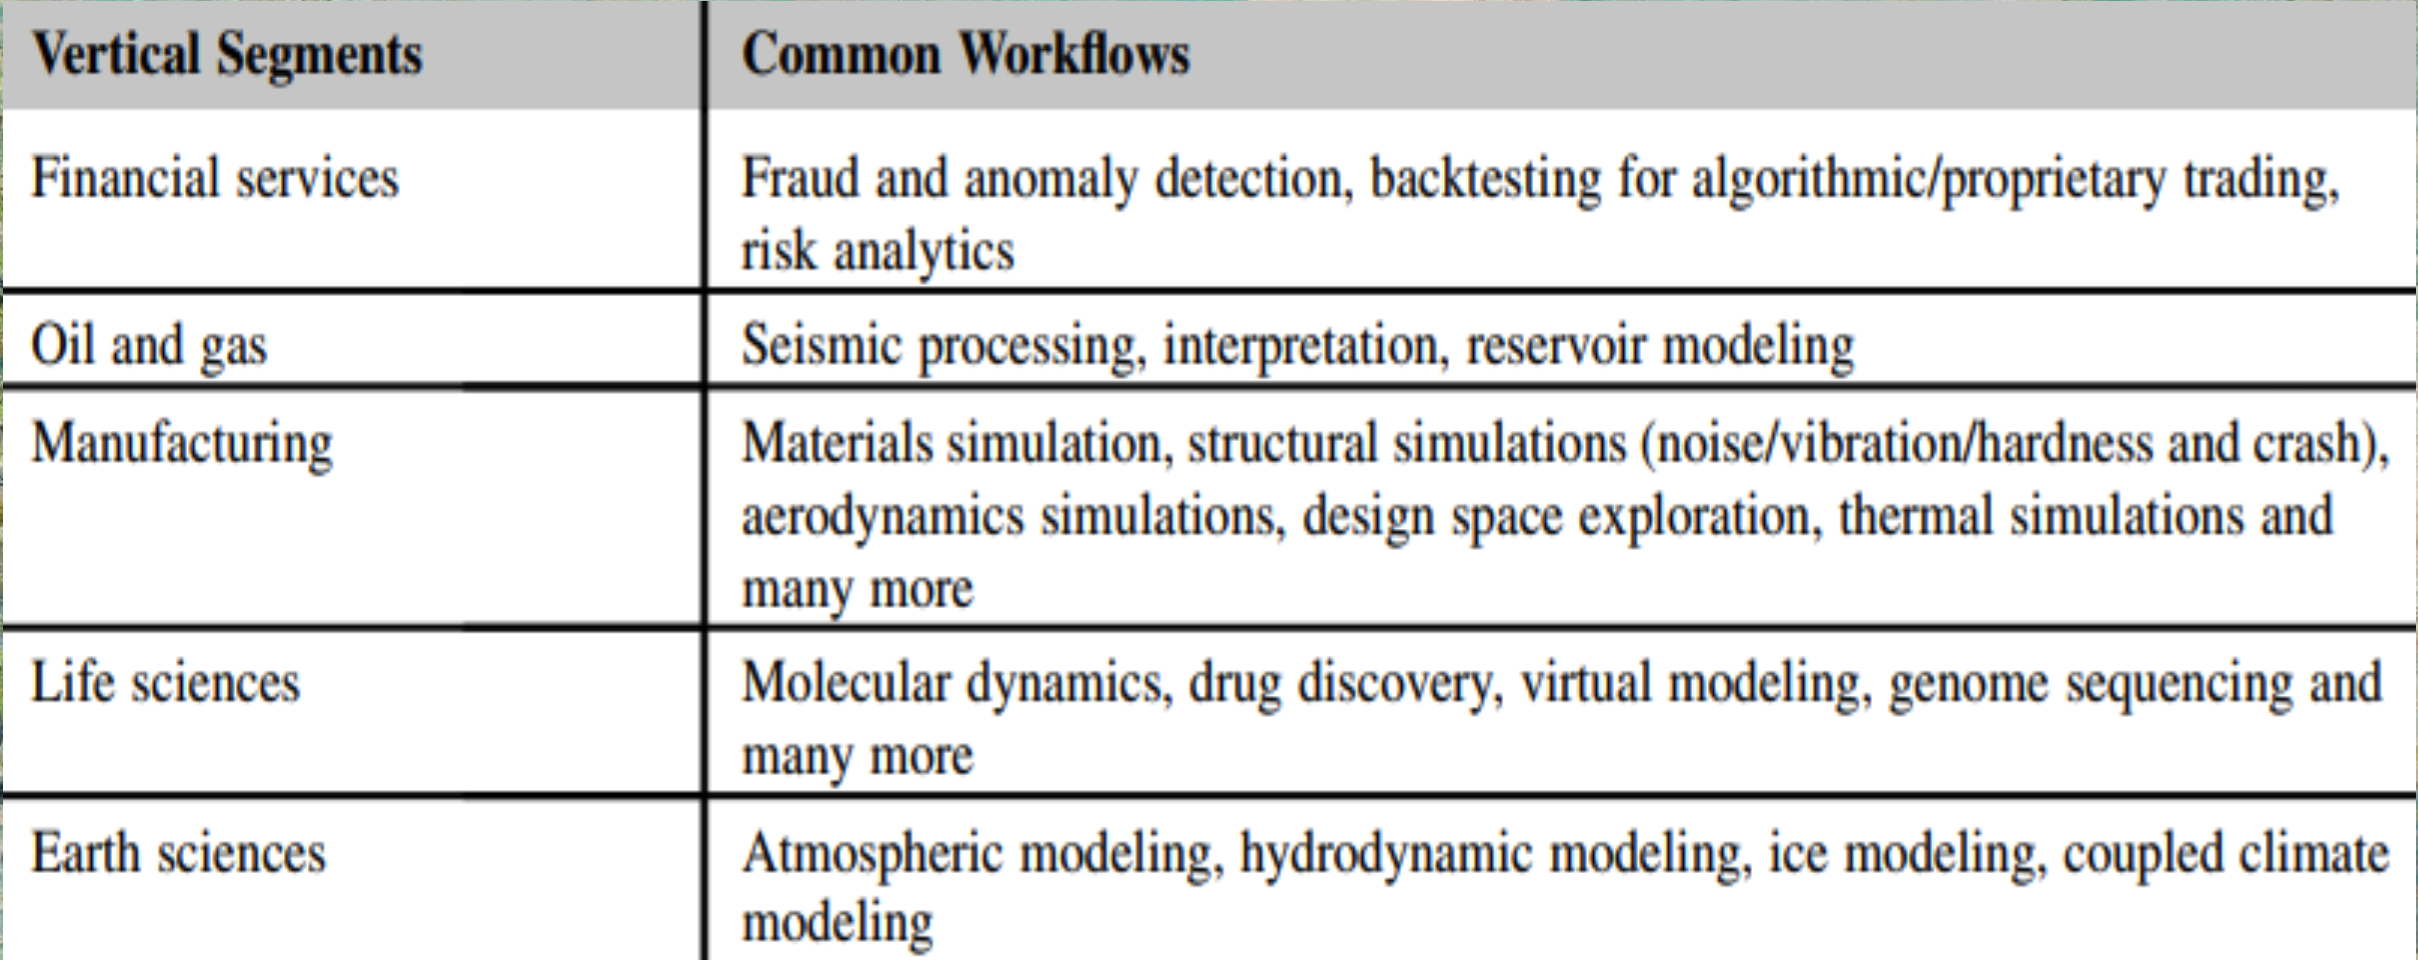 Vertical Segments Common Workflows
Financial services Fraud and anomaly detection, backtesting for algorithmic/proprietary trading,
risk analytics
Oil and gas Seismic processing, interpretation, reservoir modeling
Manufacturing Materials simulation, structural simulations (noise/vibration/hardness and crash),
aerodynamics simulations, design space exploration, thermal simulations and
many more
Life sciences Molecular dynamics, drug discovery, virtual modeling, genome sequencing and
many more
Earth sciences Atmospheric modeling, hydrodynamic modeling, ice modeling, coupled climate
modeling